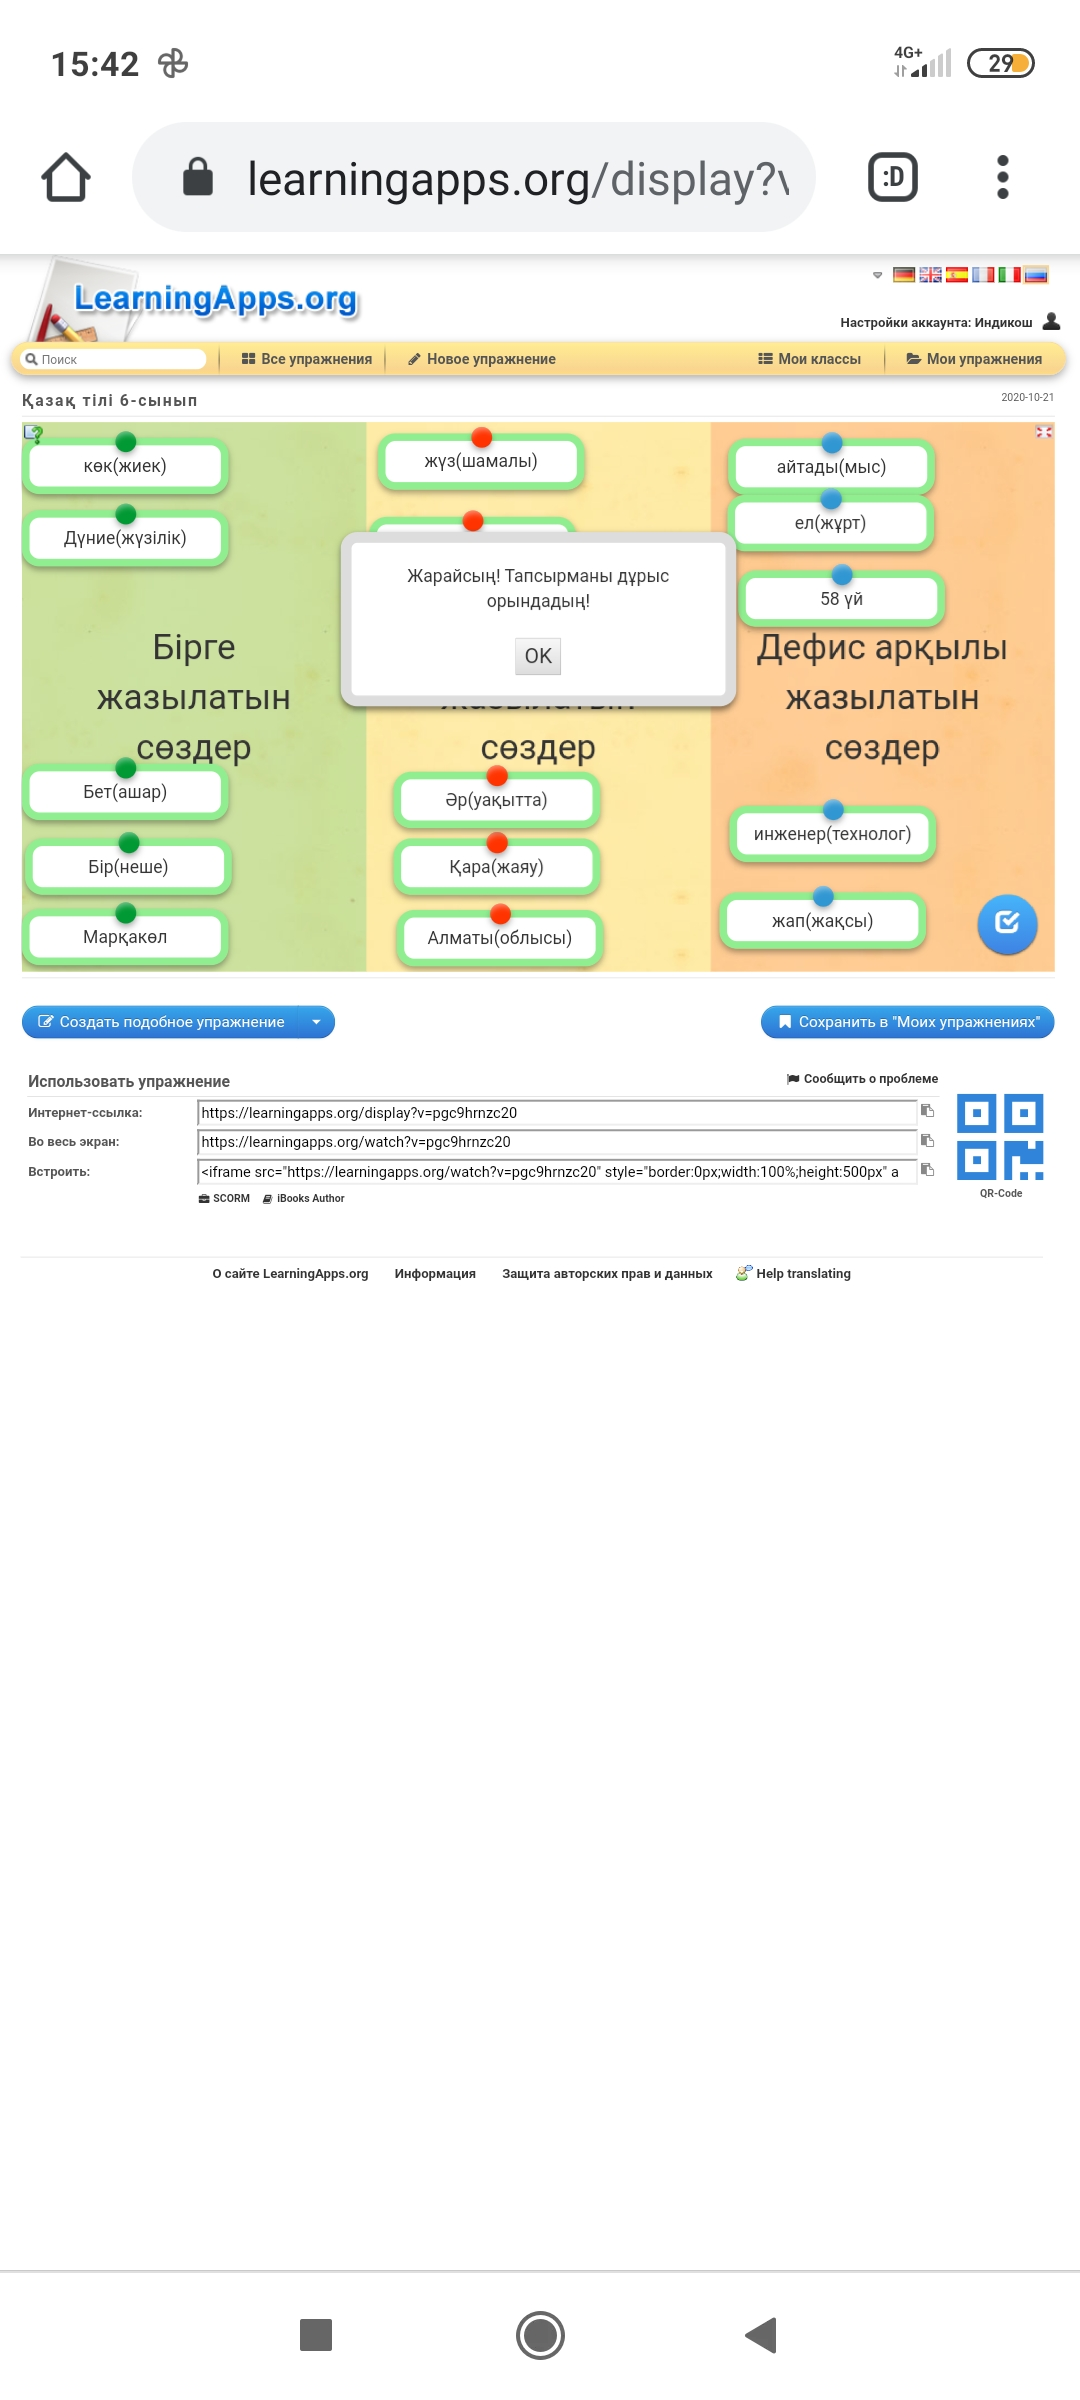 15:42
4G+
29
learningapps.org/display?v
:D
LearningApps.org
Настройки аккаунта: Индикош
Поиск
Все упражнения
Новое упражнение
Мои классы
Мои упражнения
Қазақ тілі 6-сынып
2020-10-21
көк(жиек)
Дүние(жүзілік)
Бірге
жазылатын
сөздер
Бет(ашар)
Бір(неше)
Марқакөл
жүз(шамалы)
Жарайсың! Тапсырманы дұрыс
орындадың!
OK
сөздер
Әр(уақытта)
Қара(жаяу)
Алматы(облысы)
айтады(мыс)
ел(жұрт)
58 үй
Дефис арқылы
жазылатын
сөздер
инженер(технолог)
жап(жақсы)
Создать подобное упражнение
Сохранить в "Моих упражнениях"
Использовать упражнение
Сообщить о проблеме
Интернет-ссылка:
https://learningapps.org/display?v=pgc9hrnzc20
Во весь экран:
https://learningapps.org/watch?v=pgc9hrnzc20
Встроить:
<iframe src="https://learningapps.org/watch?v=pgc9hrnzc20" style="border:0px;width:100%;height:500px" a
SCORM
iBooks Author
QR-Code
О сайте LearningApps.org
Информация
Защита авторских прав и данных
Help translating